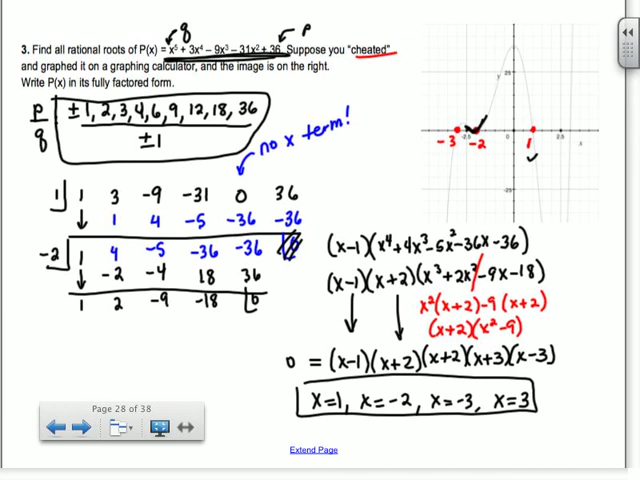 q
P
3. Find all rational roots of P(x) = x⁵ + 3x⁴ – 9x³ – 31x² + 36. Suppose you "cheated"
and graphed it on a graphing calculator, and the image is on the right.
Write P(x) in its fully factored form.
P/q
± 1, 2, 3, 4, 6, 9, 12, 18, 36
±1
no x term!
1 | 1 3 -9 -31 0 36
1 4 -5 -36 -36
-2 | 1 4 -5 -36 -36 0
-2 -4 18 36
1 2 -9 -18 0
y
25
-3 -2.5 -2 1 2.5 x
-25
(x-1)(x⁴+4x³-5x²-36x-36)
(x-1)(x+2)(x³+2x²-9x-18)
x²(x+2)-9(x+2)
(x+2)(x²-9)
0 = (x-1)(x+2)(x+2)(x+3)(x-3)
x=1, x=-2, x=-3, x=3
Page 28 of 38
Extend Page